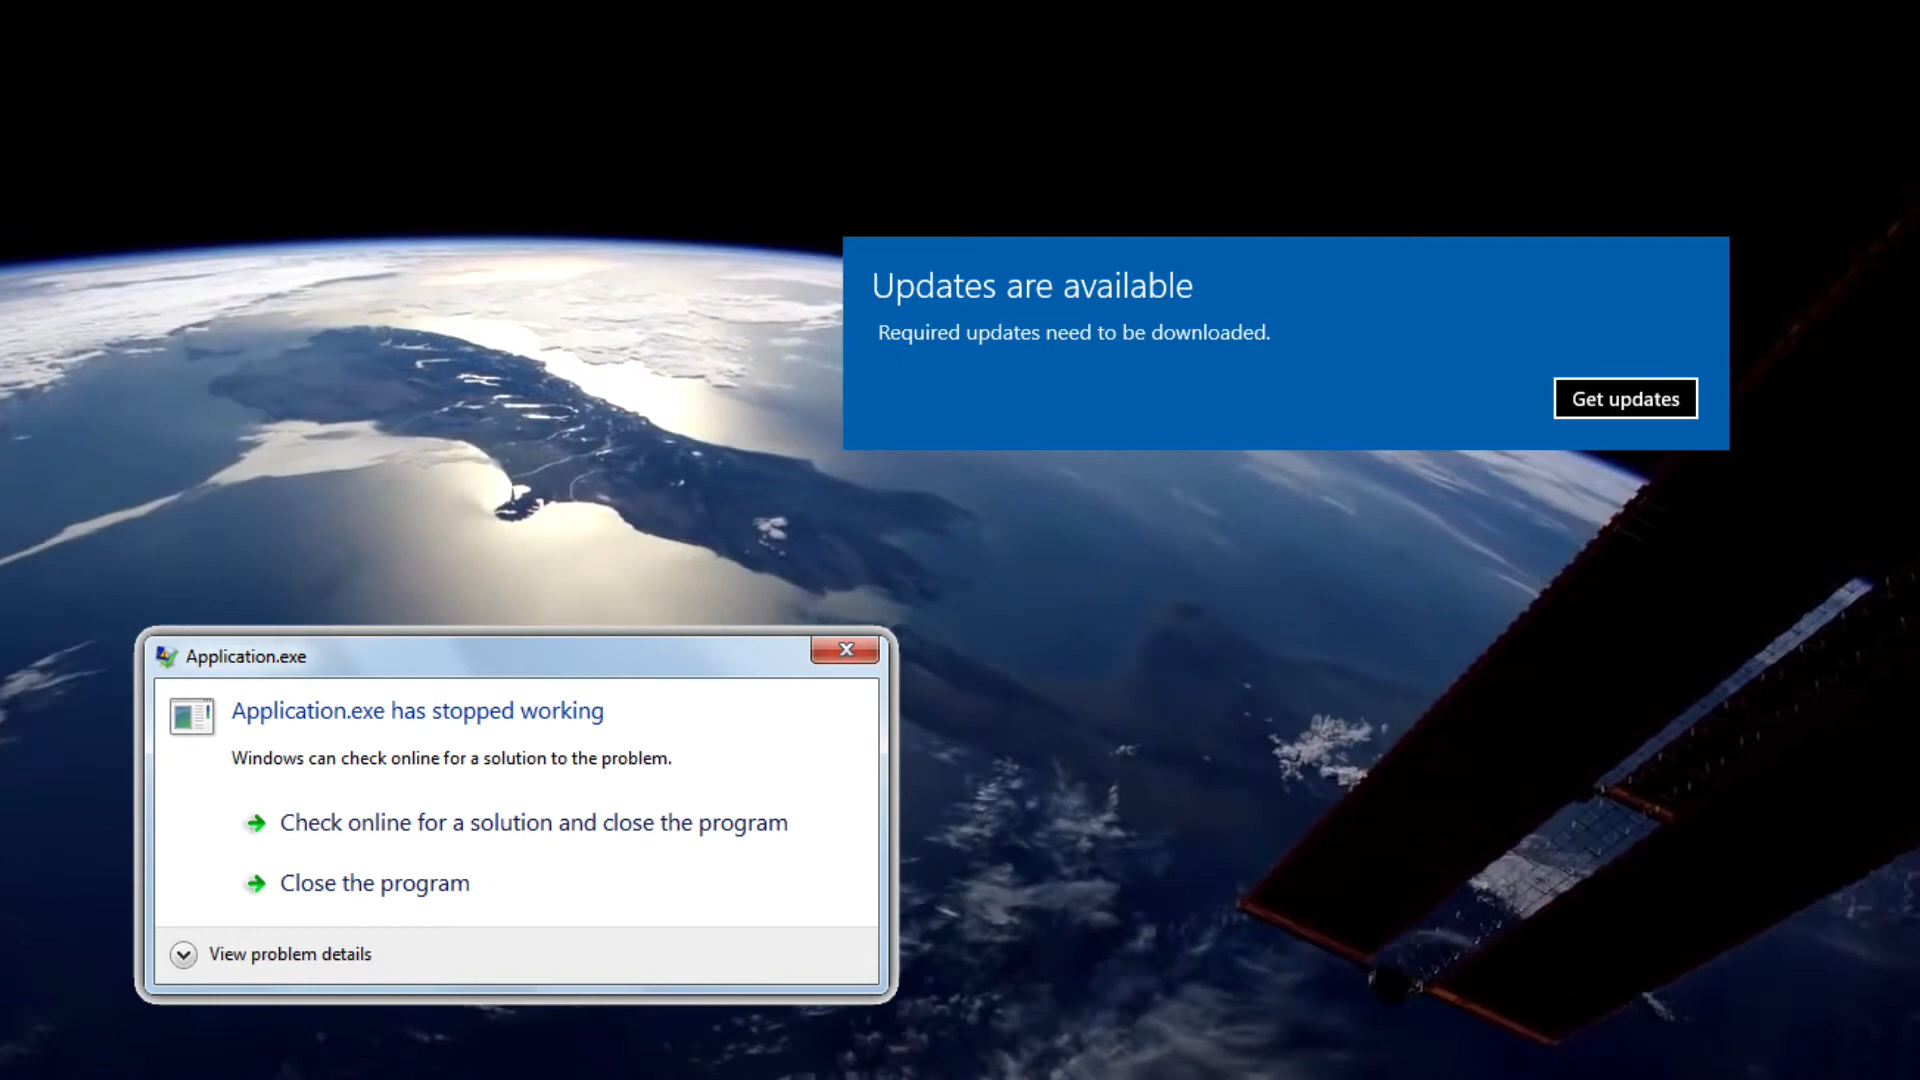 Updates are available
Required updates need to be downloaded.
Get updates
Application.exe
Application.exe has stopped working
Windows can check online for a solution to the problem.
Check online for a solution and close the program
Close the program
View problem details